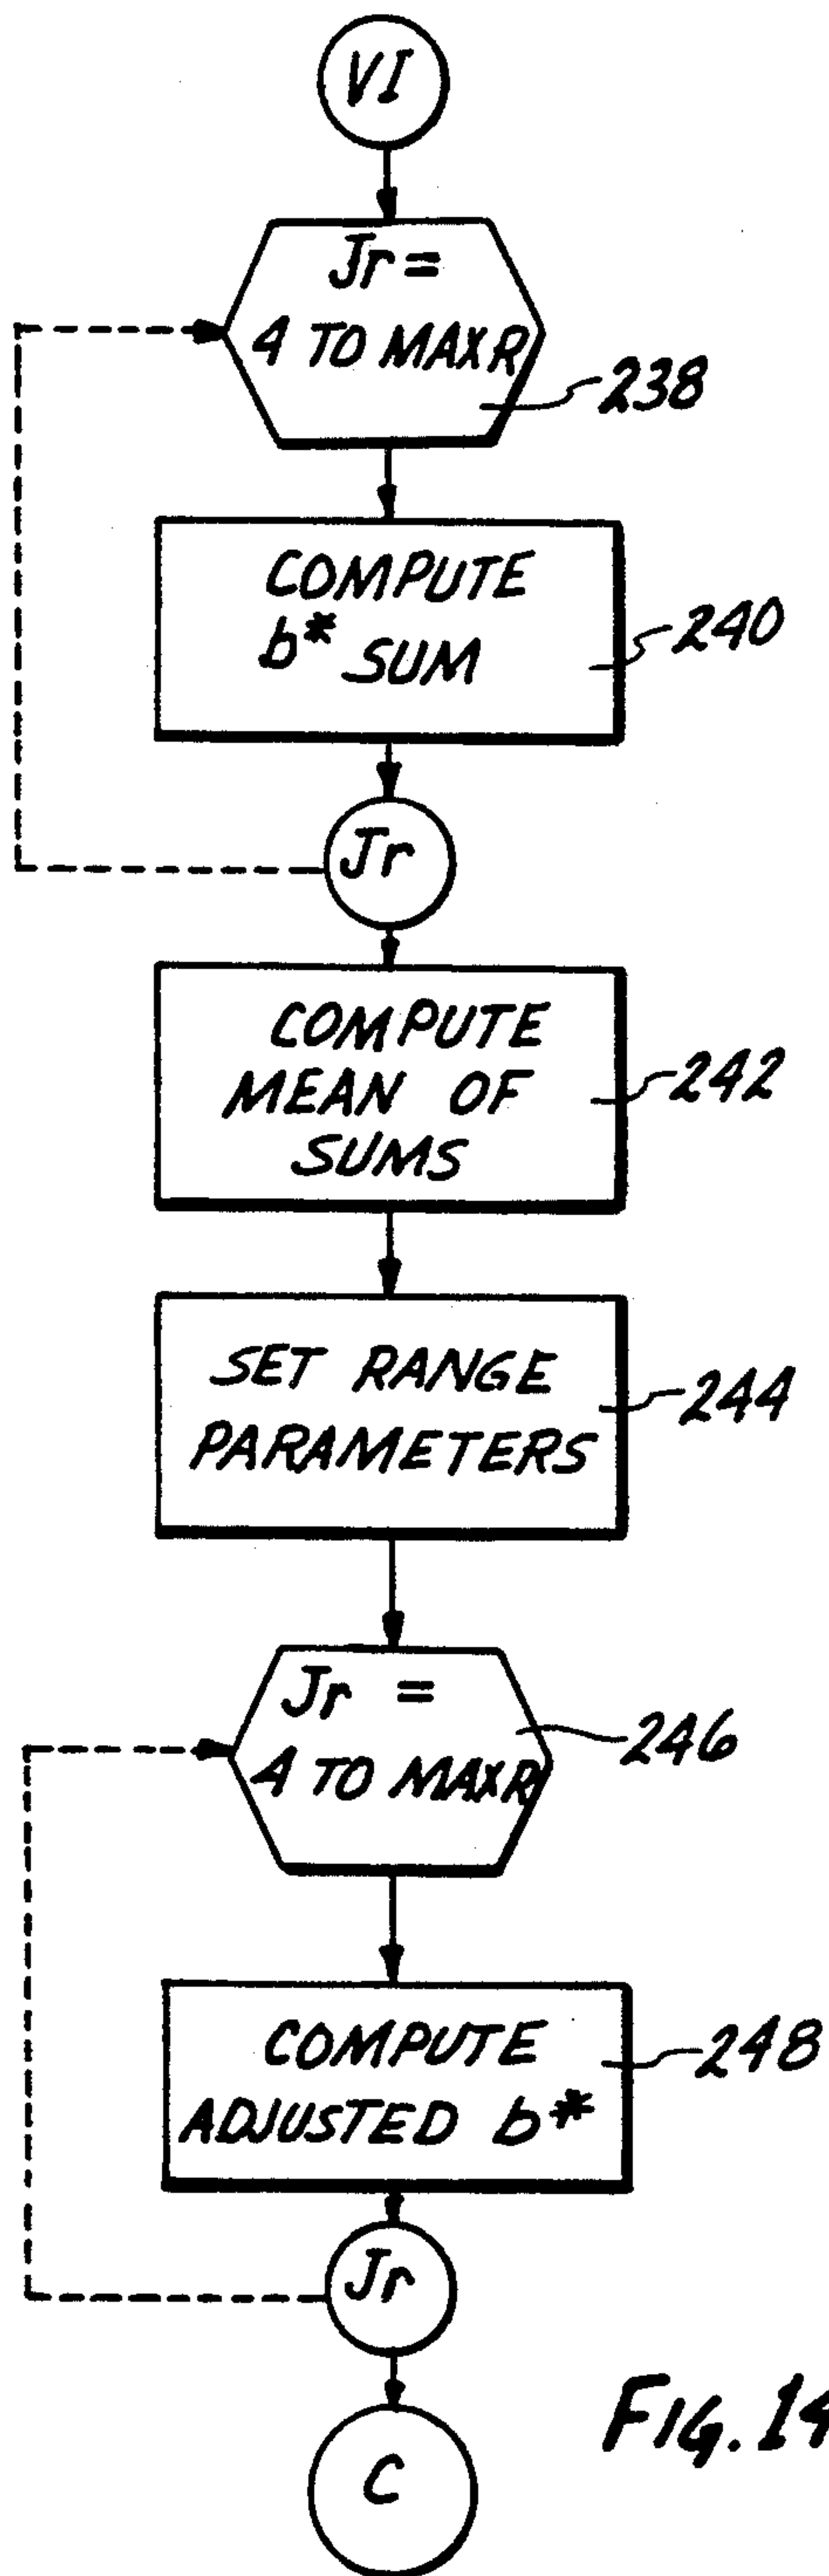 VI
Jr =
4 TO MAXR
238
COMPUTE
b* SUM
240
Jr
COMPUTE
MEAN OF
SUMS
242
SET RANGE
PARAMETERS
244
Jr =
4 TO MAXR
246
COMPUTE
ADJUSTED b*
248
Jr
C
FIG. 14